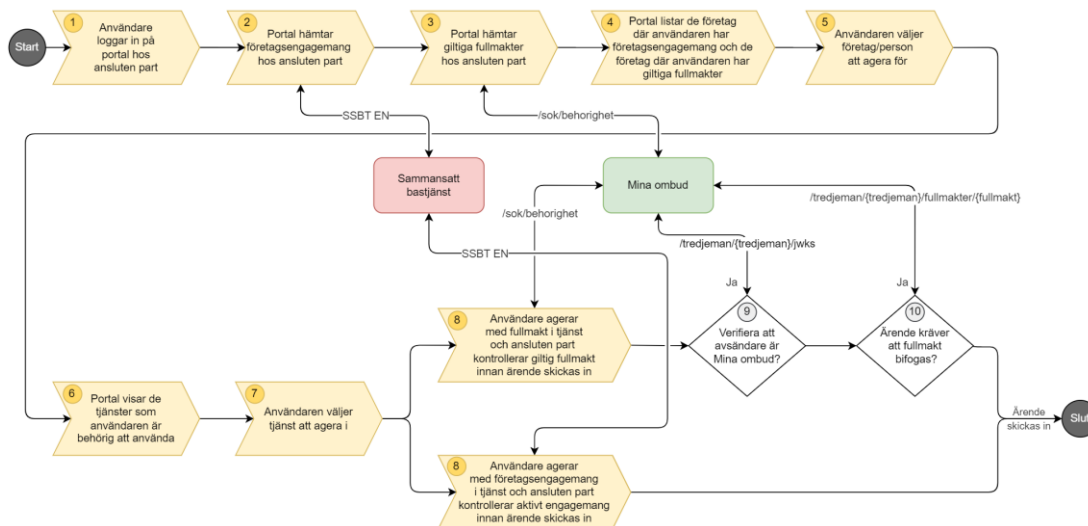 Start
1
Användare
loggar in på
portal hos
ansluten part
2
Portal hämtar
företagsengagemang
hos ansluten part
3
Portal hämtar
giltiga fullmakter
hos ansluten part
4
Portal listar de företag
där användaren har
företagsengagemang och de
företag där användaren har
giltiga fullmakter
5
Användaren väljer
företag/person
att agera för
SSBT EN
/sok/behorighet
Sammansatt
bastjänst
Mina ombud
/tredjeman/{tredjeman}/fullmakter/{fullmakt}
/sok/behorighet
/tredjeman/{tredjeman}/jwks
SSBT EN
Ja
Ja
8
Användare agerar
med fullmakt i tjänst
och ansluten part
kontrollerar giltig fullmakt
innan ärende skickas in
9
Verifiera att
avsändare är
Mina ombud?
10
Ärende kräver
att fullmakt
bifogas?
6
Portal visar de
tjänster som
användaren är
behörig att använda
7
Användaren väljer
tjänst att agera i
Ärende
skickas in
Slut
8
Användare agerar
med företagsengagemang
i tjänst och ansluten part
kontrollerar aktivt engagemang
innan ärende skickas in